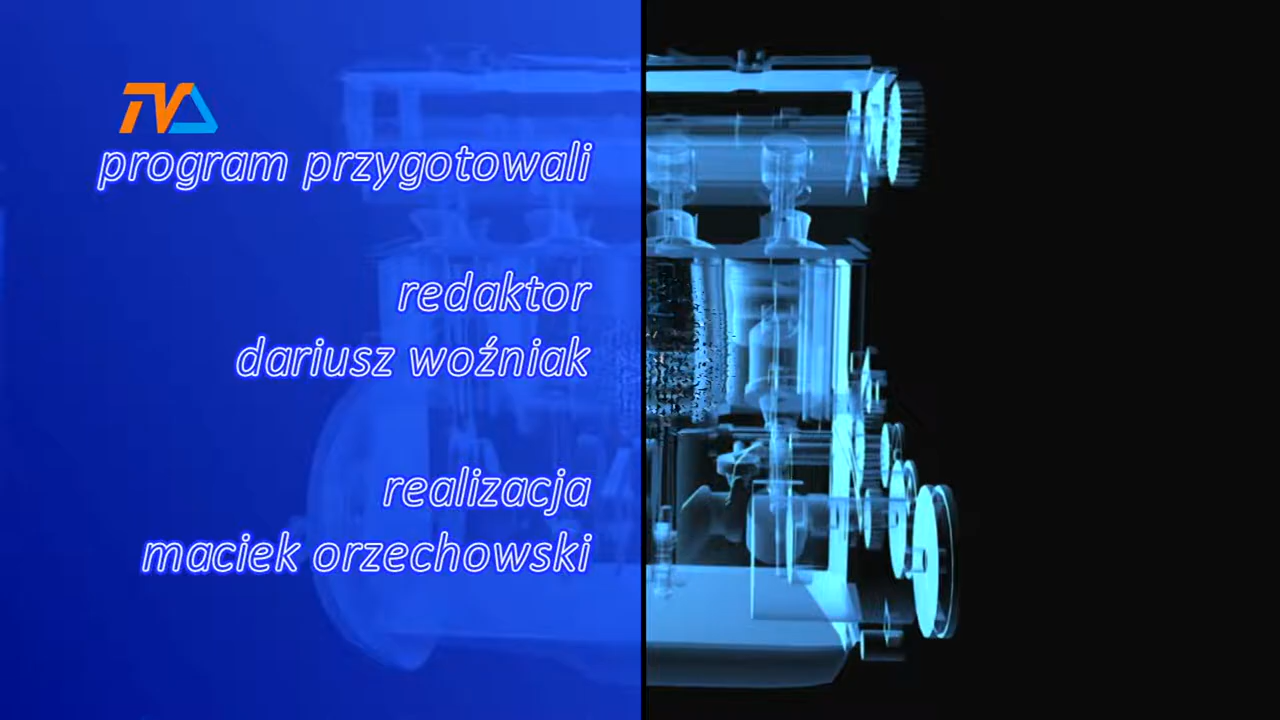 TVA
program przygotowali
redaktor
dariusz woźniak
realizacja
maciek orzechowski